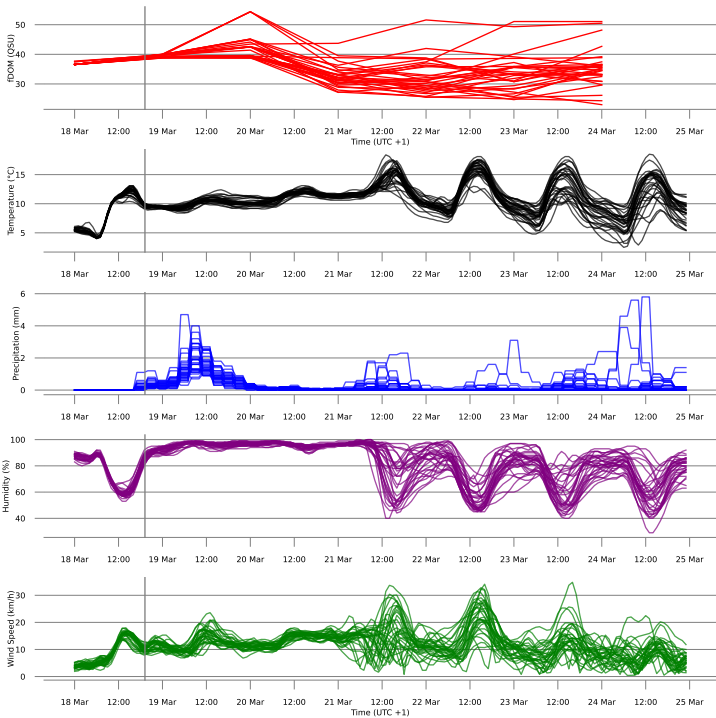 50
40
30
fDOM (QSU)
18 Mar 12:00 19 Mar 12:00 20 Mar 12:00 21 Mar 12:00 22 Mar 12:00 23 Mar 12:00 24 Mar 12:00 25 Mar
Time (UTC +1)
15
10
5
Temperature (°C)
18 Mar 12:00 19 Mar 12:00 20 Mar 12:00 21 Mar 12:00 22 Mar 12:00 23 Mar 12:00 24 Mar 12:00 25 Mar
6
4
2
0
Precipitation (mm)
18 Mar 12:00 19 Mar 12:00 20 Mar 12:00 21 Mar 12:00 22 Mar 12:00 23 Mar 12:00 24 Mar 12:00 25 Mar
100
80
60
40
Humidity (%)
18 Mar 12:00 19 Mar 12:00 20 Mar 12:00 21 Mar 12:00 22 Mar 12:00 23 Mar 12:00 24 Mar 12:00 25 Mar
30
20
10
0
Wind Speed (km/h)
18 Mar 12:00 19 Mar 12:00 20 Mar 12:00 21 Mar 12:00 22 Mar 12:00 23 Mar 12:00 24 Mar 12:00 25 Mar
Time (UTC +1)